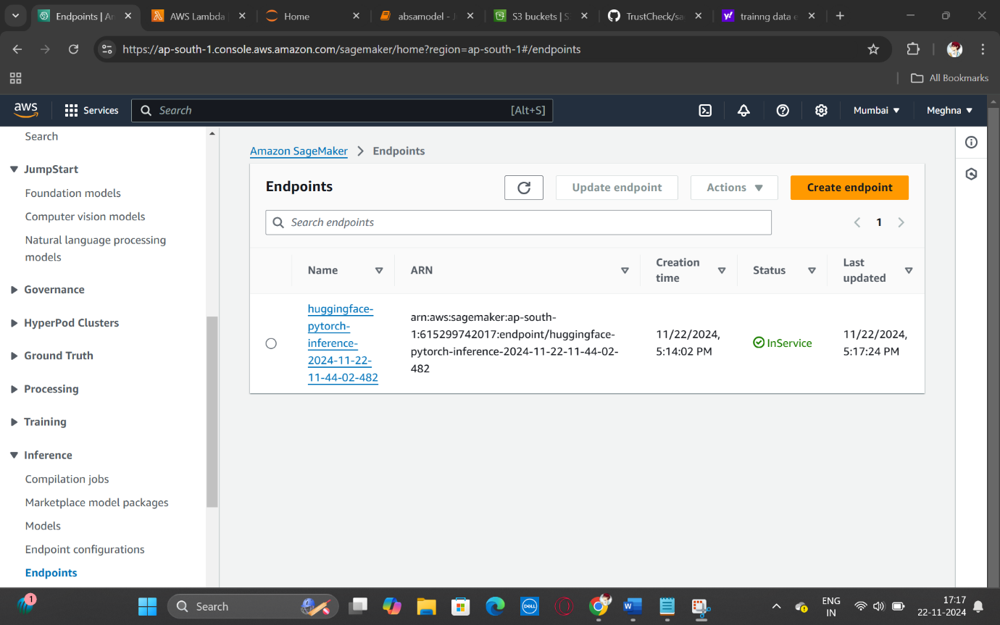 Endpoints | Am
AWS Lambda
Home
absamodel - Ju
S3 buckets | S3
TrustCheck/sa
trainng data e
https://ap-south-1.console.aws.amazon.com/sagemaker/home?region=ap-south-1#/endpoints
All Bookmarks
aws
Services
Search
[Alt+S]
Mumbai
Meghna
Search
JumpStart
Foundation models
Computer vision models
Natural language processing
models
Governance
HyperPod Clusters
Ground Truth
Processing
Training
Inference
Compilation jobs
Marketplace model packages
Models
Endpoint configurations
Endpoints
Amazon SageMaker > Endpoints
Endpoints
Update endpoint
Actions
Create endpoint
Search endpoints
1
Name
ARN
Creation
time
Status
Last
updated
huggingface-
pytorch-
inference-
2024-11-22-
11-44-02-482
arn:aws:sagemaker:ap-south-
1:615299742017:endpoint/huggingface-
pytorch-inference-2024-11-22-11-44-02-
482
11/22/2024,
5:14:02 PM
InService
11/22/2024,
5:17:24 PM
1
Search
DELL
W
ENG
IN
17:17
22-11-2024